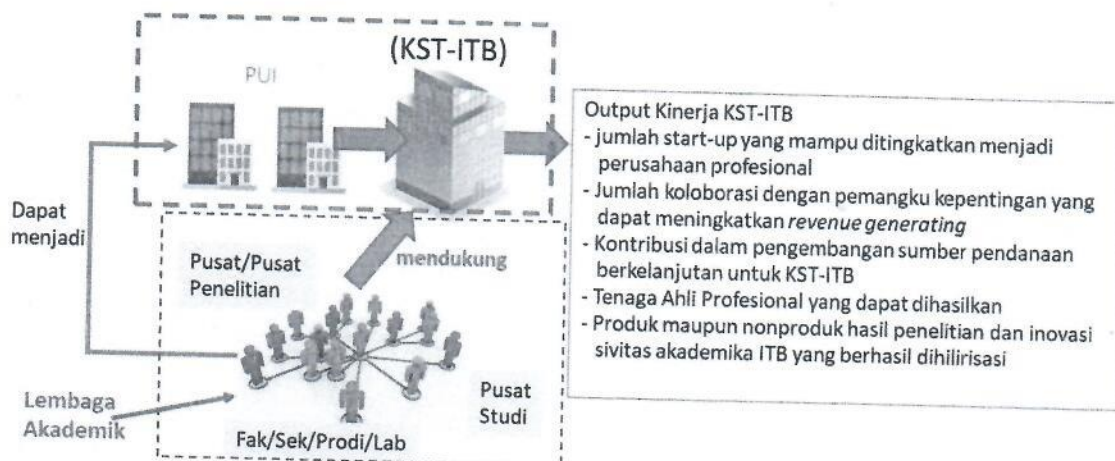 (KST-ITB)
PUI
Output Kinerja KST-ITB
- jumlah start-up yang mampu ditingkatkan menjadi
perusahaan profesional
- Jumlah koloborasi dengan pemangku kepentingan yang
dapat meningkatkan revenue generating
- Kontribusi dalam pengembangan sumber pendanaan
berkelanjutan untuk KST-ITB
- Tenaga Ahli Profesional yang dapat dihasilkan
- Produk maupun nonproduk hasil penelitian dan inovasi
sivitas akademika ITB yang berhasil dihilirisasi
Dapat
menjadi
Pusat/Pusat
Penelitian
mendukung
Pusat
Studi
Lembaga
Akademik
Fak/Sek/Prodi/Lab